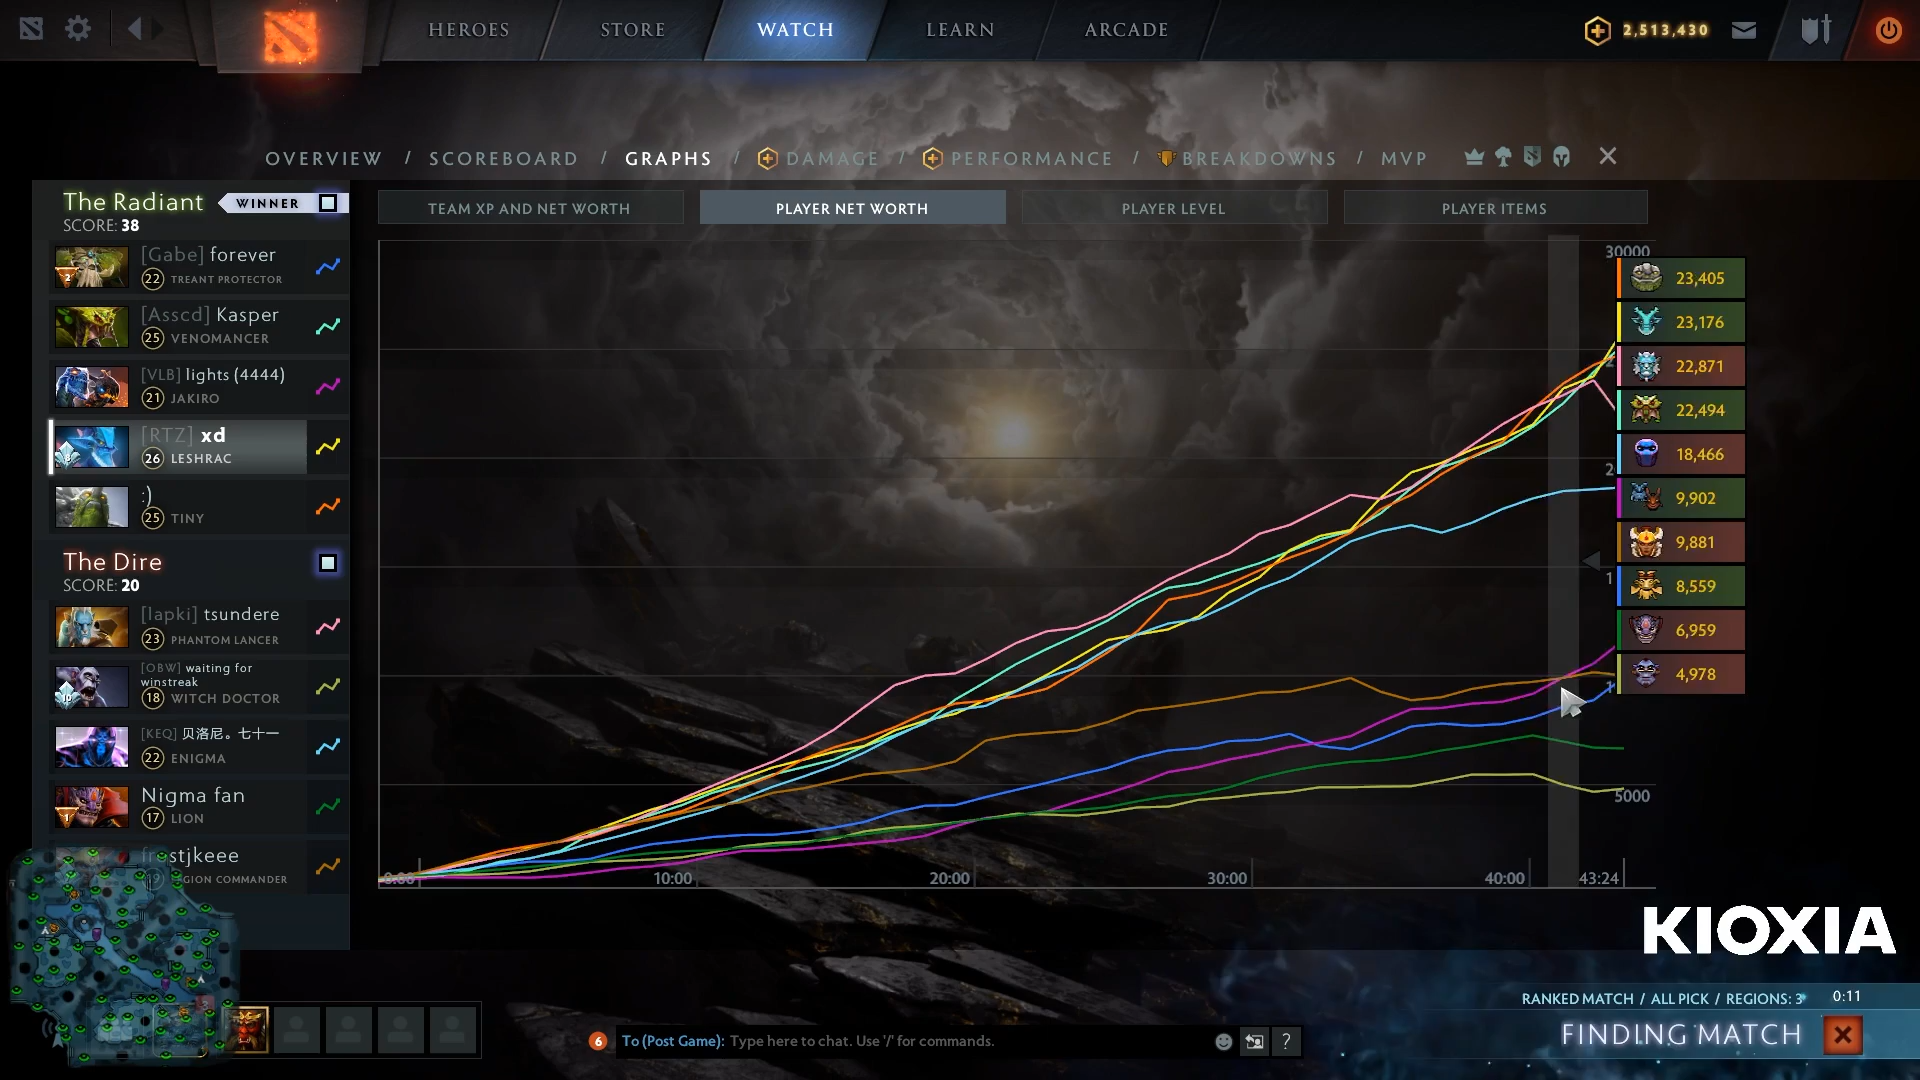 HEROES
STORE
WATCH
LEARN
ARCADE
2,513,430
OVERVIEW / SCOREBOARD / GRAPHS / DAMAGE / PERFORMANCE / BREAKDOWNS / MVP
The Radiant
WINNER
SCORE: 38
TEAM XP AND NET WORTH
PLAYER NET WORTH
PLAYER LEVEL
PLAYER ITEMS
[Gabe] forever
2
22 TREANT PROTECTOR
[Asscd] Kasper
25 VENOMANCER
[VLB] lights (4444)
21 JAKIRO
[RTZ] xd
26 LESHRAC
:)
25 TINY
The Dire
SCORE: 20
[lapki] tsundere
23 PHANTOM LANCER
[OBW] waiting for
winstreak
18 WITCH DOCTOR
[KEQ] 贝洛尼。七十一
22 ENIGMA
Nigma fan
1
17 LION
30000
23,405
23,176
22,871
22,494
18,466
9,902
9,881
8,559
6,959
4,978
5000
0:00
10:00
20:00
30:00
40:00
43:24
KIOXIA
RANKED MATCH / ALL PICK / REGIONS: 3
0:11
FINDING MATCH
6
To (Post Game): Type here to chat. Use '/' for commands.
?